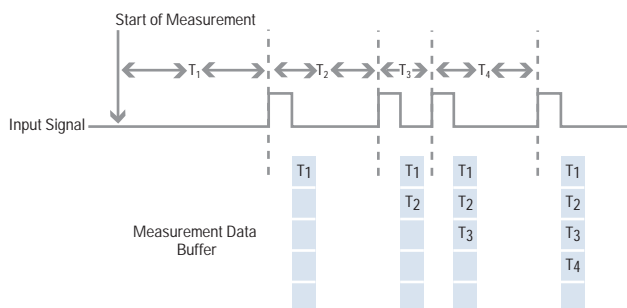 Start of Measurement
T1 T2 T3 T4
Input Signal
T1 T1 T1 T1
T2 T2 T2
Measurement Data
Buffer
T3 T3
T4